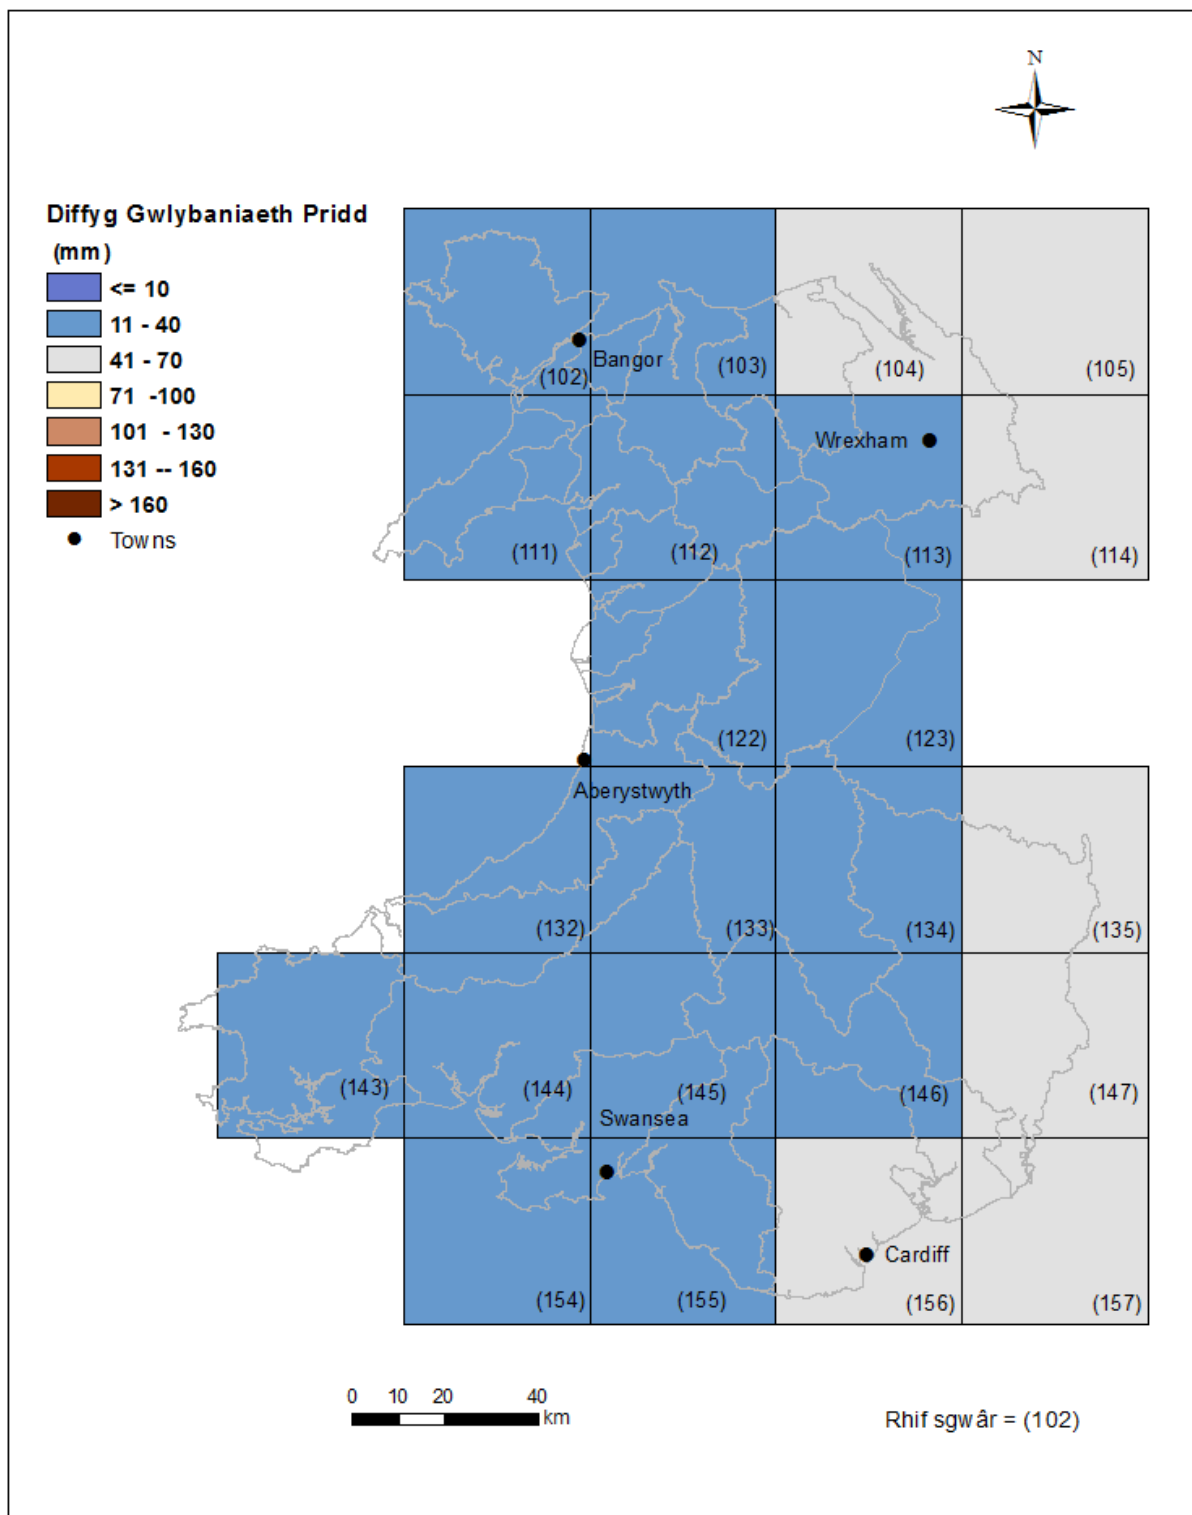 N
Diffyg Gwlybaniaeth Pridd
(mm)
<= 10
11 - 40
41 - 70
71 -100
101 - 130
131 -- 160
> 160
Towns
Bangor
(102)
(103)
(104)
(105)
Wrexham
(111)
(112)
(113)
(114)
(122)
(123)
Aberystwyth
(132)
(133)
(134)
(135)
(143)
(144)
(145)
(146)
(147)
Swansea
Cardiff
(154)
(155)
(156)
(157)
0 10 20 40
km
Rhif sgwâr = (102)